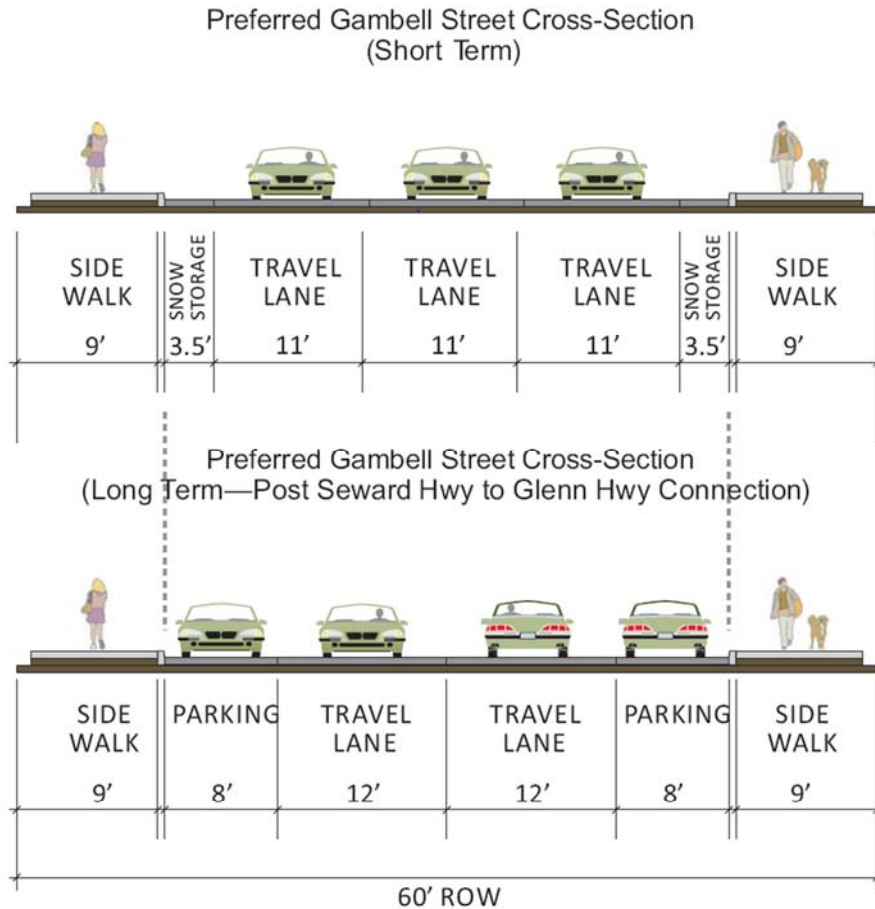 Preferred Gambell Street Cross-Section
(Short Term)
SIDE
WALK
9’
SNOW
STORAGE
3.5’
TRAVEL
LANE
11’
TRAVEL
LANE
11’
TRAVEL
LANE
11’
SNOW
STORAGE
3.5’
SIDE
WALK
9’
Preferred Gambell Street Cross-Section
(Long Term—Post Seward Hwy to Glenn Hwy Connection)
SIDE
WALK
9’
PARKING
8’
TRAVEL
LANE
12’
TRAVEL
LANE
12’
PARKING
8’
SIDE
WALK
9’
60’ ROW